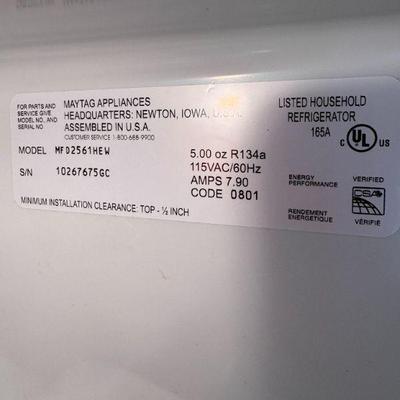 FOR PARTS AND
SERVICE GIVE
MODEL NO., AND
SERIAL NO.
MAYTAG APPLIANCES
HEADQUARTERS: NEWTON, IOWA, U.S.A.
ASSEMBLED IN U.S.A.
CUSTOMER SERVICE 1-800-688-9900
MODEL MFD2561HEW
S/N 10267675GC
5.00 oz R134a
115VAC/60Hz
AMPS 7.90
CODE 0801
MINIMUM INSTALLATION CLEARANCE: TOP - ½ INCH
LISTED HOUSEHOLD
REFRIGERATOR
165A
C UL US
ENERGY
PERFORMANCE
VERIFIED
CSA
RENDEMENT
ENERGETIQUE
VÉRIFIÉ